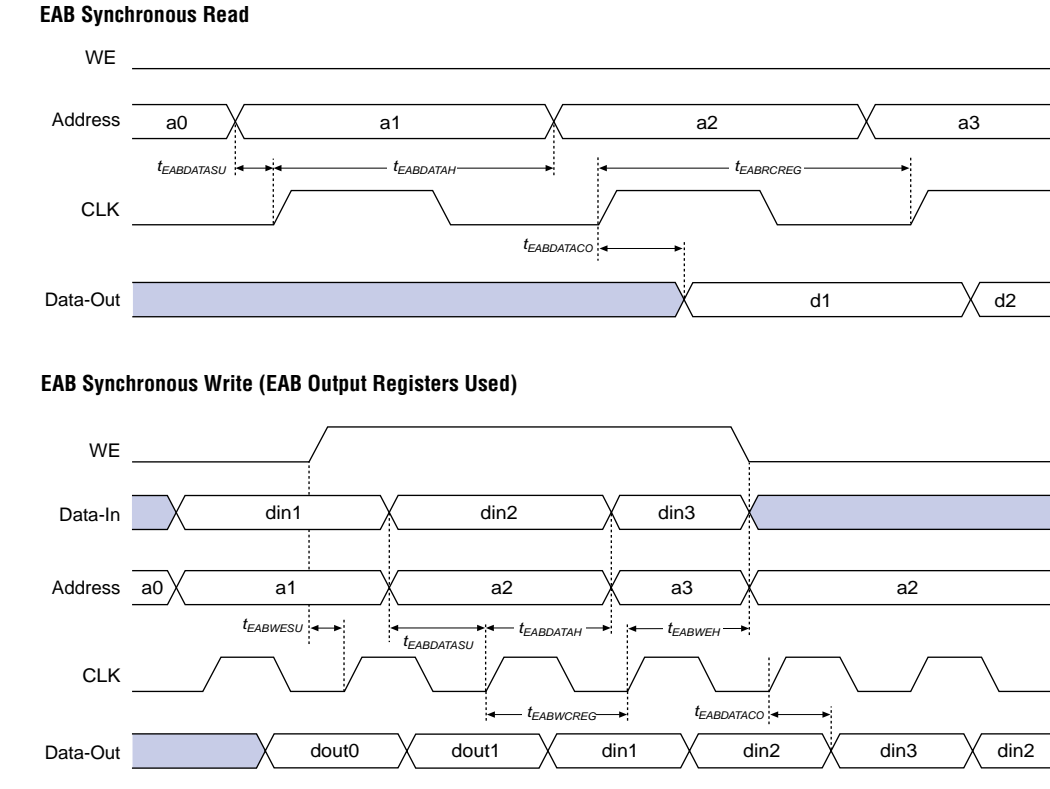 EAB Synchronous Read
WE
Address a0 a1 a2 a3
tEABDATASU tEABDATAH tEABRCREG
CLK
tEABDATACO
Data-Out d1 d2
EAB Synchronous Write (EAB Output Registers Used)
WE
Data-In din1 din2 din3
Address a0 a1 a2 a3 a2
tEABWESU tEABDATASU tEABDATAH tEABWEH
CLK
tEABWCREG tEABDATACO
Data-Out dout0 dout1 din1 din2 din3 din2